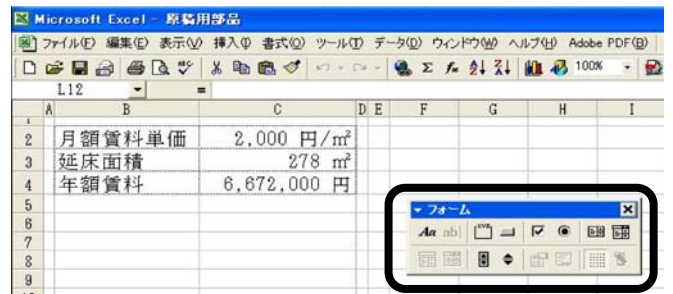 Microsoft Excel - 原稿用部品
ファイル(F) 編集(E) 表示(V) 挿入(I) 書式(O) ツール(T) データ(D) ウィンドウ(W) ヘルプ(H) Adobe PDF(B)
Σ 100%
L12 =
A B C D E F G H I
1
2 月額賃料単価 2,000 円/㎡
3 延床面積 278 ㎡
4 年額賃料 6,672,000 円
5
フォーム
6
Aa ab|
7
8
9